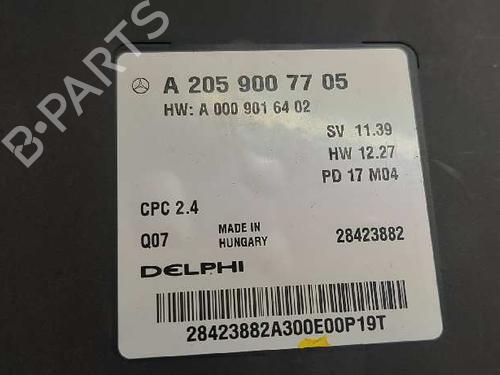 B-PARTS
A 205 900 77 05
HW: A 000 901 64 02
SV 11.39
HW 12.27
PD 17 M04
CPC 2.4
Q07
MADE IN
HUNGARY
28423882
DELPHI
28423882A300E00P19T